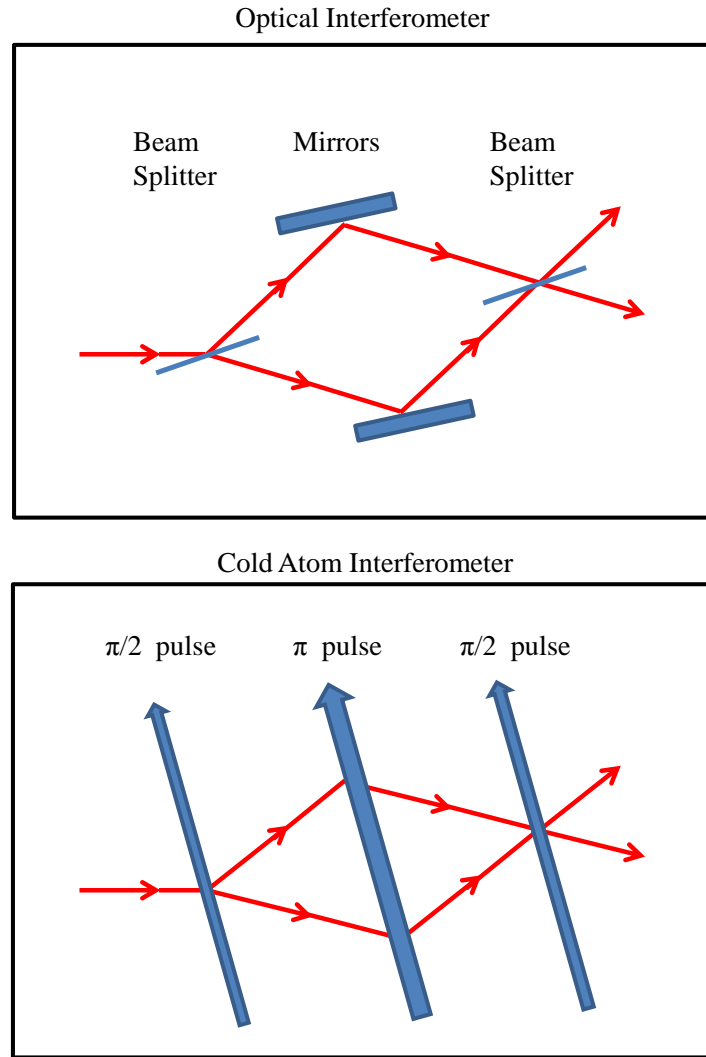 Optical Interferometer
Beam Splitter
Mirrors
Beam Splitter
Cold Atom Interferometer
π/2 pulse
π pulse
π/2 pulse